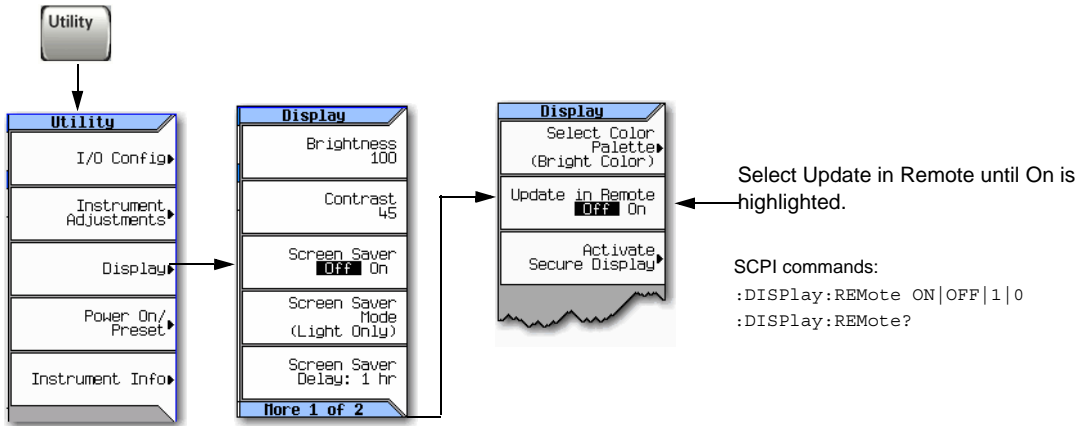 Utility
Utility
I/O Config
Instrument
Adjustments
Display
Power On/
Preset
Instrument Info
Display
Brightness
100
Contrast
45
Screen Saver
Off On
Screen Saver
Mode
(Light Only)
Screen Saver
Delay: 1 hr
More 1 of 2
Display
Select Color
Palette
(Bright Color)
Update in Remote
Off On
Activate
Secure Display
Select Update in Remote until On is
highlighted.
SCPI commands:
:DISPlay:REMote ON|OFF|1|0
:DISPlay:REMote?